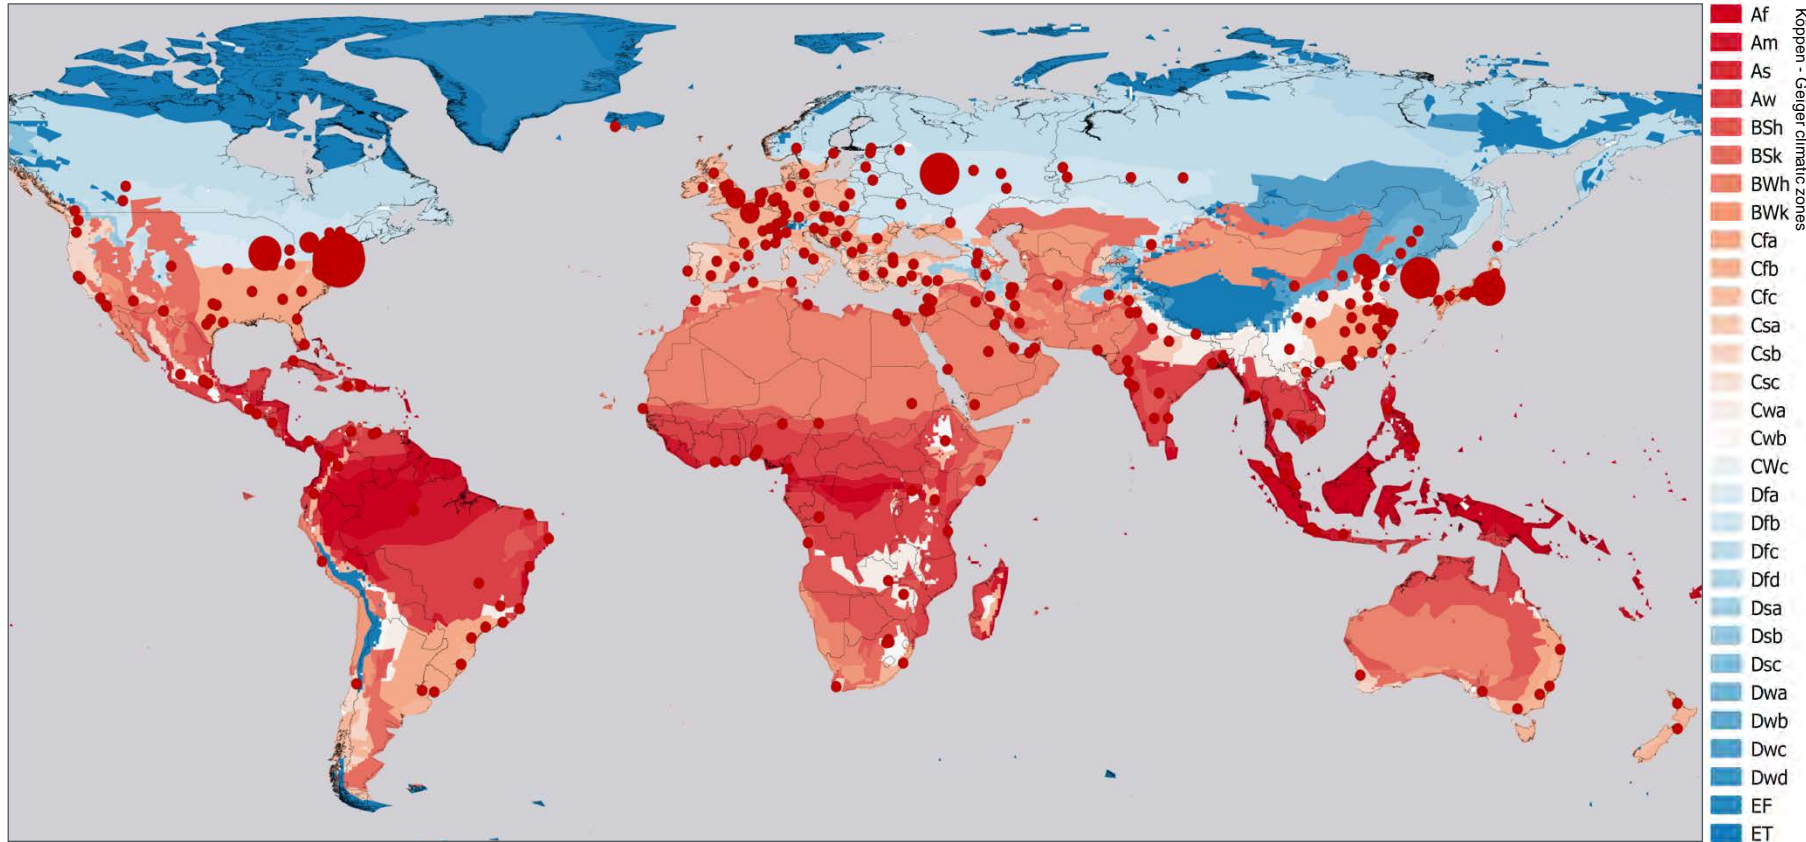 Af
Am
As
Aw
BSh
BSk
BWh
BWk
Cfa
Cfb
Cfc
Csa
Csb
Csc
Cwa
Cwb
CWc
Dfa
Dfb
Dfc
Dfd
Dsa
Dsb
Dsc
Dwa
Dwb
Dwc
Dwd
EF
ET
Koppen - Geiger climatic zones